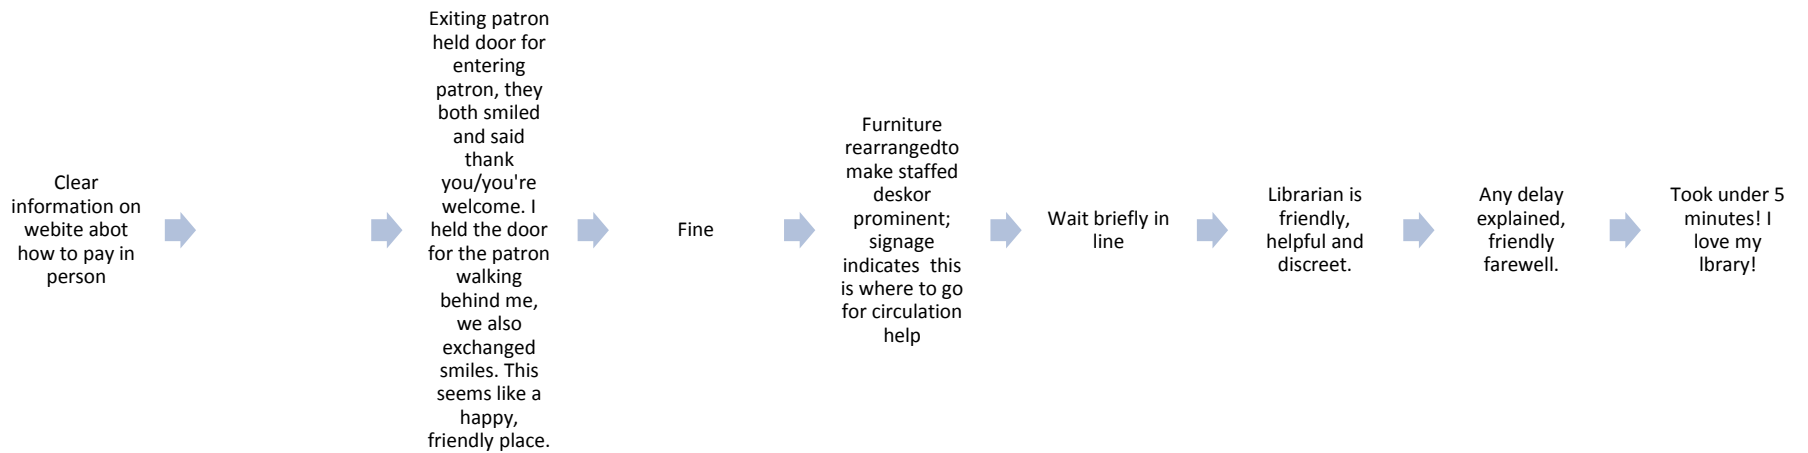 Clear
information on
webite abot
how to pay in
person
Exiting patron
held door for
entering
patron, they
both smiled
and said
thank
you/you're
welcome. I
held the door
for the patron
walking
behind me,
we also
exchanged
smiles. This
seems like a
happy,
friendly place.
Fine
Furniture
rearrangedto
make staffed
deskor
prominent;
signage
indicates  this
is where to go
for circulation
help
Wait briefly in
line
Librarian is
friendly,
helpful and
discreet.
Any delay
explained,
friendly
farewell.
Took under 5
minutes! I
love my
lbrary!